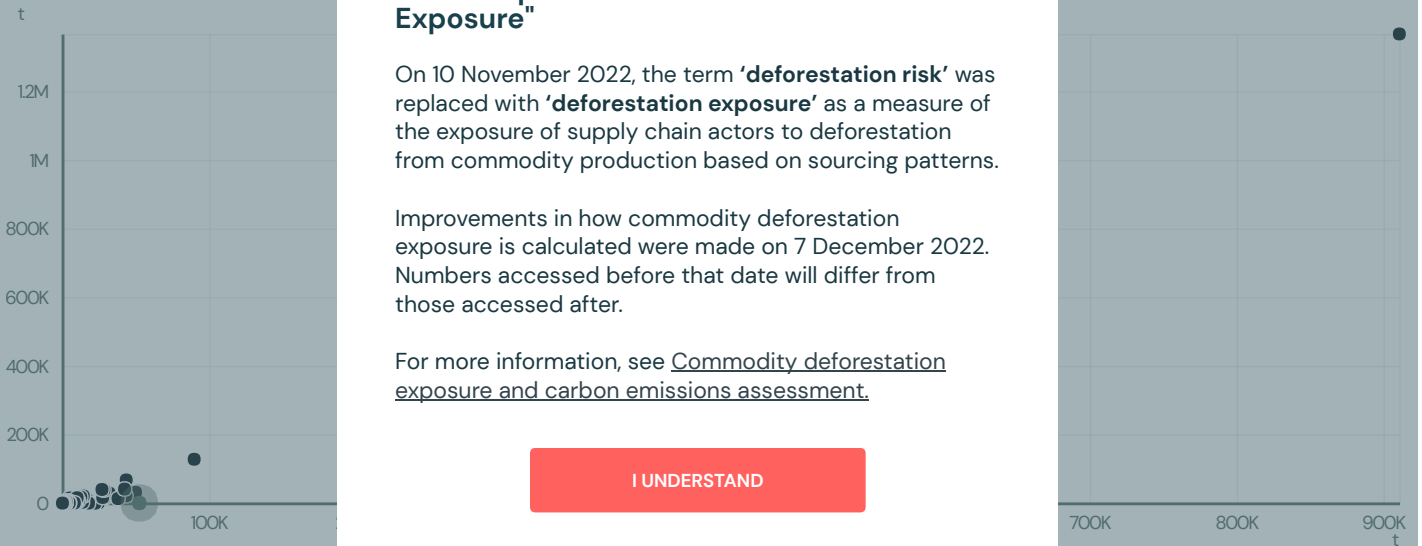 t
1.2M
1M
800K
600K
400K
200K
0
100K
700K
800K
900K
t
Exposure"
On 10 November 2022, the term ‘deforestation risk’ was
replaced with ‘deforestation exposure’ as a measure of
the exposure of supply chain actors to deforestation
from commodity production based on sourcing patterns.
Improvements in how commodity deforestation
exposure is calculated were made on 7 December 2022.
Numbers accessed before that date will differ from
those accessed after.
For more information, see Commodity deforestation
exposure and carbon emissions assessment.
I UNDERSTAND